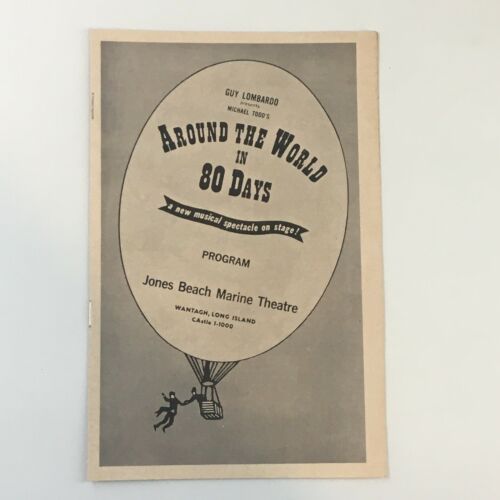 GUY LOMBARDO
presents
MICHAEL TODD'S
AROUND THE WORLD
IN
80 DAYS
a new musical spectacle on stage!
PROGRAM
Jones Beach Marine Theatre
WANTAGH, LONG ISLAND
CAstle 1-1000